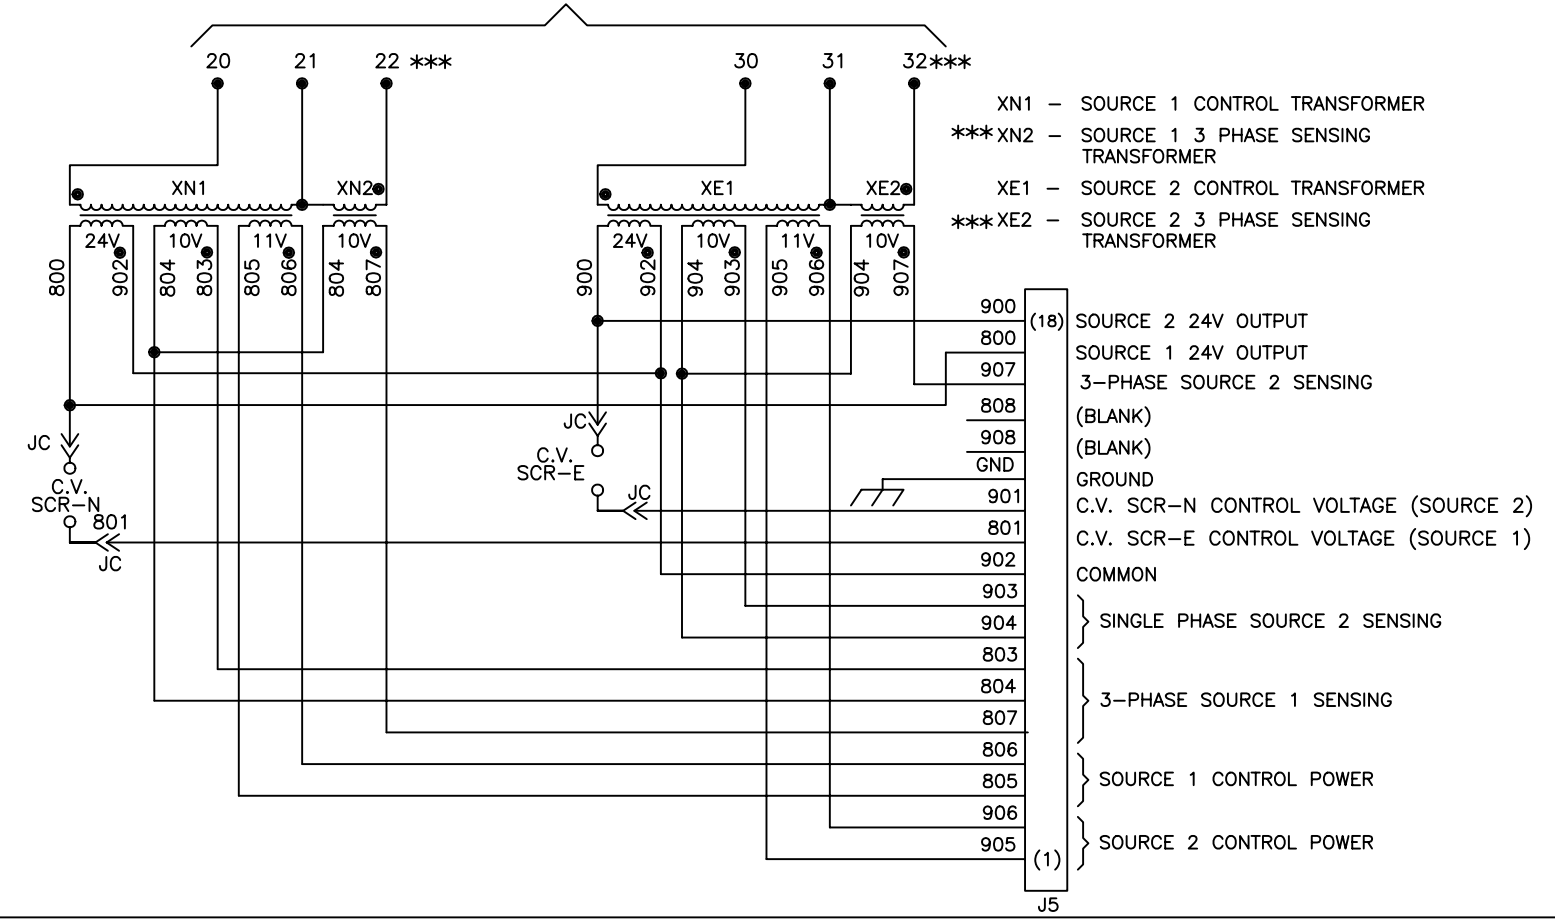 20 21 22 *** 30 31 32***
XN1 – SOURCE 1 CONTROL TRANSFORMER
***XN2 – SOURCE 1 3 PHASE SENSING
TRANSFORMER
XE1 – SOURCE 2 CONTROL TRANSFORMER
***XE2 – SOURCE 2 3 PHASE SENSING
TRANSFORMER
XN1 XN2 XE1 XE2
24V 10V 11V 10V 24V 10V 11V 10V
800 902 804 803 805 806 804 807 900 902 904 903 905 906 904 907
900 (18) SOURCE 2 24V OUTPUT
800 SOURCE 1 24V OUTPUT
907 3-PHASE SOURCE 2 SENSING
808 (BLANK)
908 (BLANK)
GND GROUND
901 C.V. SCR-N CONTROL VOLTAGE (SOURCE 2)
801 C.V. SCR-E CONTROL VOLTAGE (SOURCE 1)
902 COMMON
903
904 SINGLE PHASE SOURCE 2 SENSING
803
804 3-PHASE SOURCE 1 SENSING
807
806
805 SOURCE 1 CONTROL POWER
906
905 (1) SOURCE 2 CONTROL POWER
J5
JC
C.V.
SCR-N
801
JC
JC
C.V.
SCR-E
JC